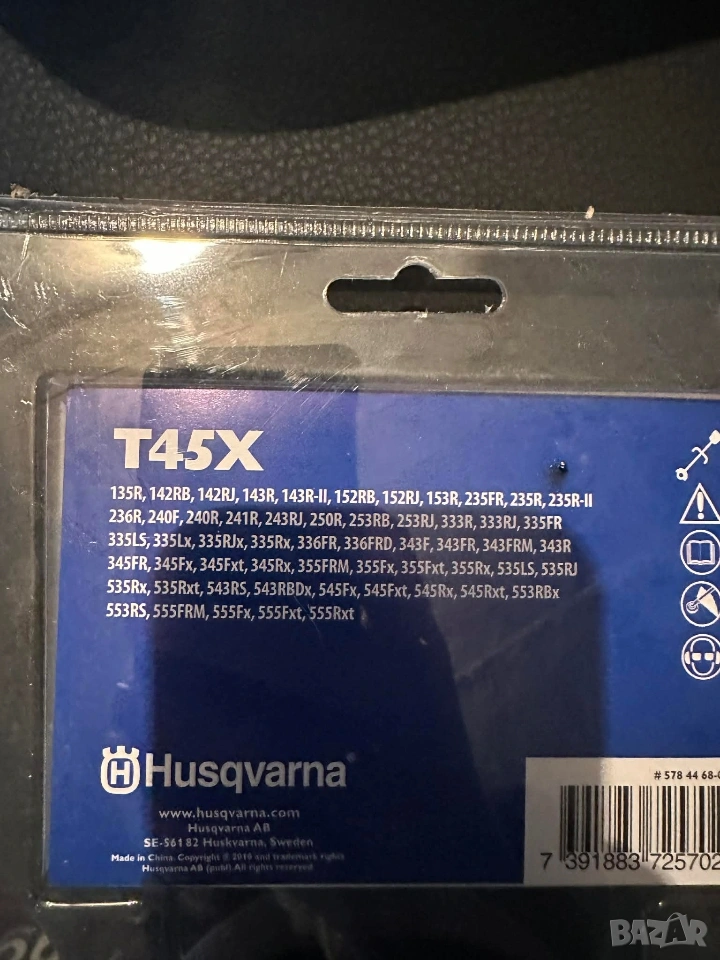 T45X
135R, 142RB, 142RJ, 143R, 143R-II, 152RB, 152RJ, 153R, 235FR, 235R, 235R-II
236R, 240F, 240R, 241R, 243RJ, 250R, 253RB, 253RJ, 333R, 333RJ, 335FR
335LS, 335Lx, 335RJx, 335Rx, 336FR, 336FRD, 343F, 343FR, 343FRM, 343R
345FR, 345Fx, 345Fxt, 345Rx, 355FRM, 355Fx, 355Fxt, 355Rx, 535LS, 535RJ
535Rx, 535Rxt, 543RS, 543RBDx, 545Fx, 545Fxt, 545Rx, 545Rxt, 553RBx
553RS, 555FRM, 555Fx, 555Fxt, 555Rxt
H Husqvarna
www.husqvarna.com
Husqvarna AB
SE-561 82 Huskvarna, Sweden
Made in China. Copyright © 2016 and trademark rights
Husqvarna AB (publ) All rights reserved
# 578 44 68-
7 391883 725702
BAZAR